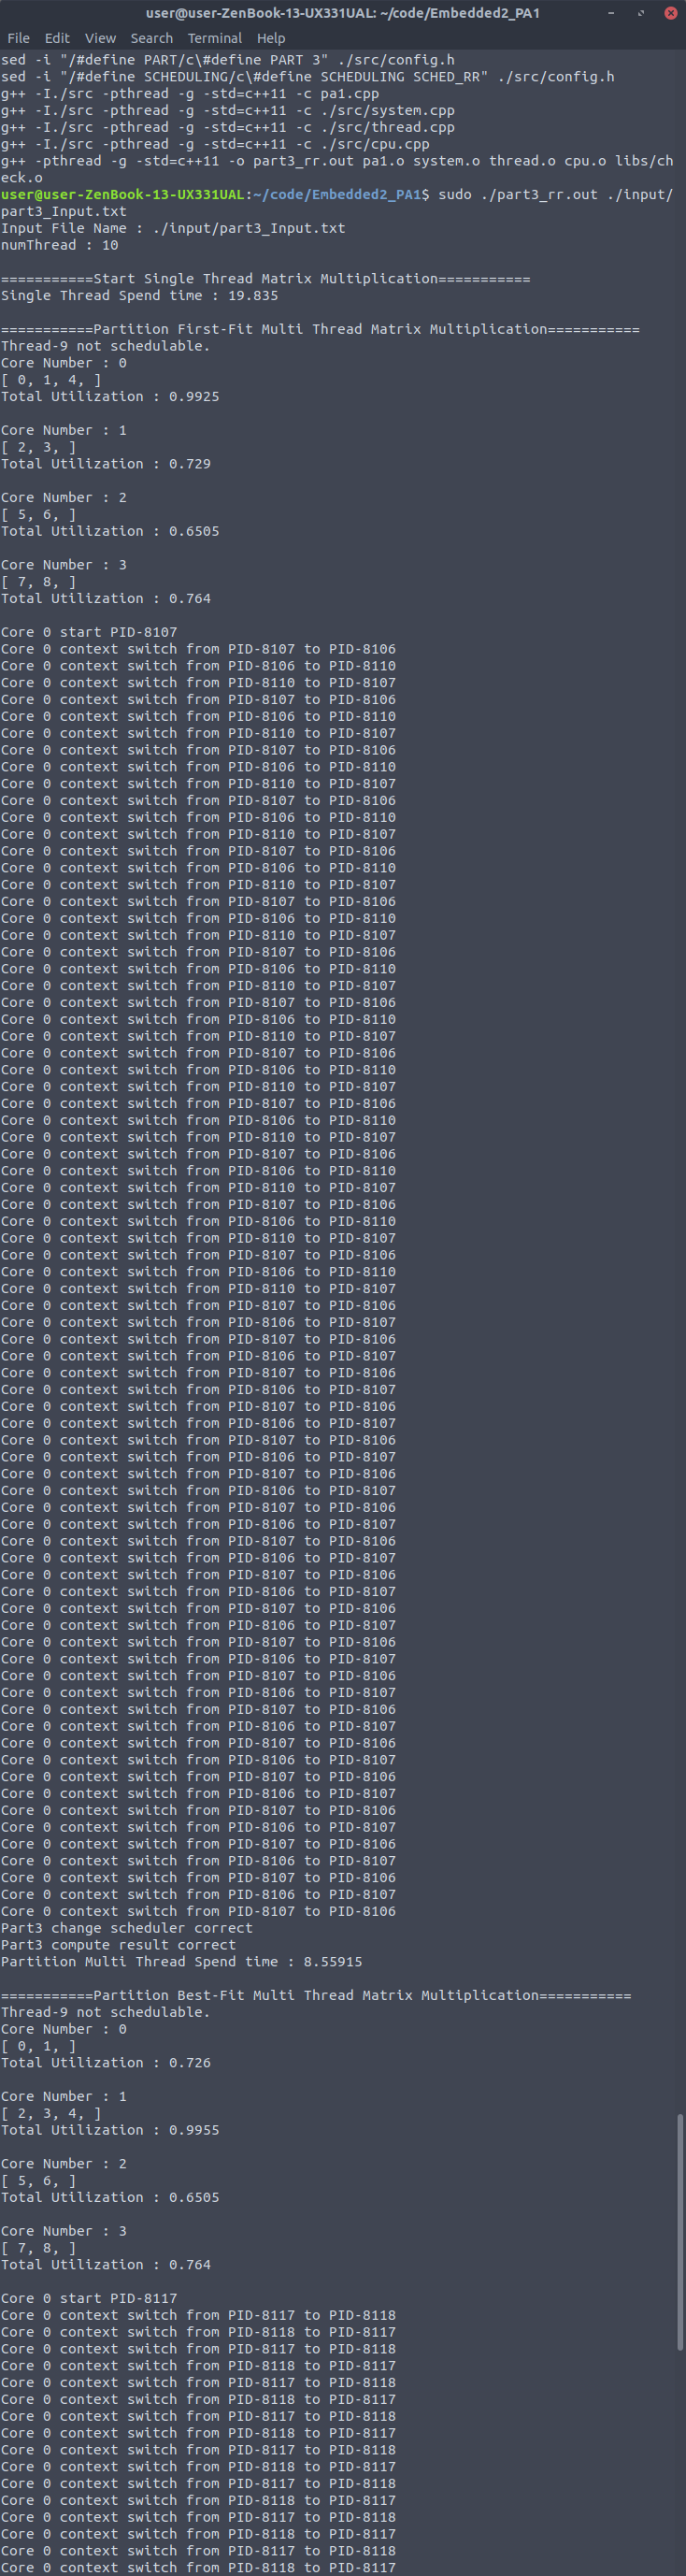 user@user-ZenBook-13-UX331UAL: ~/code/Embedded2_PA1
File Edit View Search Terminal Help
sed -i "/#define PART/c\#define PART 3" ./src/config.h
sed -i "/#define SCHEDULING/c\#define SCHEDULING SCHED_RR" ./src/config.h
g++ -I./src -pthread -g -std=c++11 -c pa1.cpp
g++ -I./src -pthread -g -std=c++11 -c ./src/system.cpp
g++ -I./src -pthread -g -std=c++11 -c ./src/thread.cpp
g++ -I./src -pthread -g -std=c++11 -c ./src/cpu.cpp
g++ -pthread -g -std=c++11 -o part3_rr.out pa1.o system.o thread.o cpu.o libs/ch
eck.o
user@user-ZenBook-13-UX331UAL:~/code/Embedded2_PA1$ sudo ./part3_rr.out ./input/
part3_Input.txt
Input File Name : ./input/part3_Input.txt
numThread : 10
===========Start Single Thread Matrix Multiplication===========
Single Thread Spend time : 19.835
===========Partition First-Fit Multi Thread Matrix Multiplication===========
Thread-9 not schedulable.
Core Number : 0
[ 0, 1, 4, ]
Total Utilization : 0.9925
Core Number : 1
[ 2, 3, ]
Total Utilization : 0.729
Core Number : 2
[ 5, 6, ]
Total Utilization : 0.6505
Core Number : 3
[ 7, 8, ]
Total Utilization : 0.764
Core 0 start PID-8107
Core 0 context switch from PID-8107 to PID-8106
Core 0 context switch from PID-8106 to PID-8110
Core 0 context switch from PID-8110 to PID-8107
Core 0 context switch from PID-8107 to PID-8106
Core 0 context switch from PID-8106 to PID-8110
Core 0 context switch from PID-8110 to PID-8107
Core 0 context switch from PID-8107 to PID-8106
Core 0 context switch from PID-8106 to PID-8110
Core 0 context switch from PID-8110 to PID-8107
Core 0 context switch from PID-8107 to PID-8106
Core 0 context switch from PID-8106 to PID-8110
Core 0 context switch from PID-8110 to PID-8107
Core 0 context switch from PID-8107 to PID-8106
Core 0 context switch from PID-8106 to PID-8110
Core 0 context switch from PID-8110 to PID-8107
Core 0 context switch from PID-8107 to PID-8106
Core 0 context switch from PID-8106 to PID-8110
Core 0 context switch from PID-8110 to PID-8107
Core 0 context switch from PID-8107 to PID-8106
Core 0 context switch from PID-8106 to PID-8110
Core 0 context switch from PID-8110 to PID-8107
Core 0 context switch from PID-8107 to PID-8106
Core 0 context switch from PID-8106 to PID-8110
Core 0 context switch from PID-8110 to PID-8107
Core 0 context switch from PID-8107 to PID-8106
Core 0 context switch from PID-8106 to PID-8110
Core 0 context switch from PID-8110 to PID-8107
Core 0 context switch from PID-8107 to PID-8106
Core 0 context switch from PID-8106 to PID-8110
Core 0 context switch from PID-8110 to PID-8107
Core 0 context switch from PID-8107 to PID-8106
Core 0 context switch from PID-8106 to PID-8110
Core 0 context switch from PID-8110 to PID-8107
Core 0 context switch from PID-8107 to PID-8106
Core 0 context switch from PID-8106 to PID-8110
Core 0 context switch from PID-8110 to PID-8107
Core 0 context switch from PID-8107 to PID-8106
Core 0 context switch from PID-8106 to PID-8110
Core 0 context switch from PID-8110 to PID-8107
Core 0 context switch from PID-8107 to PID-8106
Core 0 context switch from PID-8106 to PID-8107
Core 0 context switch from PID-8107 to PID-8106
Core 0 context switch from PID-8106 to PID-8107
Core 0 context switch from PID-8107 to PID-8106
Core 0 context switch from PID-8106 to PID-8107
Core 0 context switch from PID-8107 to PID-8106
Core 0 context switch from PID-8106 to PID-8107
Core 0 context switch from PID-8107 to PID-8106
Core 0 context switch from PID-8106 to PID-8107
Core 0 context switch from PID-8107 to PID-8106
Core 0 context switch from PID-8106 to PID-8107
Core 0 context switch from PID-8107 to PID-8106
Core 0 context switch from PID-8106 to PID-8107
Core 0 context switch from PID-8107 to PID-8106
Core 0 context switch from PID-8106 to PID-8107
Core 0 context switch from PID-8107 to PID-8106
Core 0 context switch from PID-8106 to PID-8107
Core 0 context switch from PID-8107 to PID-8106
Core 0 context switch from PID-8106 to PID-8107
Core 0 context switch from PID-8107 to PID-8106
Core 0 context switch from PID-8106 to PID-8107
Core 0 context switch from PID-8107 to PID-8106
Core 0 context switch from PID-8106 to PID-8107
Core 0 context switch from PID-8107 to PID-8106
Core 0 context switch from PID-8106 to PID-8107
Core 0 context switch from PID-8107 to PID-8106
Core 0 context switch from PID-8106 to PID-8107
Core 0 context switch from PID-8107 to PID-8106
Core 0 context switch from PID-8106 to PID-8107
Core 0 context switch from PID-8107 to PID-8106
Core 0 context switch from PID-8106 to PID-8107
Core 0 context switch from PID-8107 to PID-8106
Core 0 context switch from PID-8106 to PID-8107
Core 0 context switch from PID-8107 to PID-8106
Core 0 context switch from PID-8106 to PID-8107
Core 0 context switch from PID-8107 to PID-8106
Part3 change scheduler correct
Part3 compute result correct
Partition Multi Thread Spend time : 8.55915
===========Partition Best-Fit Multi Thread Matrix Multiplication===========
Thread-9 not schedulable.
Core Number : 0
[ 0, 1, ]
Total Utilization : 0.726
Core Number : 1
[ 2, 3, 4, ]
Total Utilization : 0.9955
Core Number : 2
[ 5, 6, ]
Total Utilization : 0.6505
Core Number : 3
[ 7, 8, ]
Total Utilization : 0.764
Core 0 start PID-8117
Core 0 context switch from PID-8117 to PID-8118
Core 0 context switch from PID-8118 to PID-8117
Core 0 context switch from PID-8117 to PID-8118
Core 0 context switch from PID-8118 to PID-8117
Core 0 context switch from PID-8117 to PID-8118
Core 0 context switch from PID-8118 to PID-8117
Core 0 context switch from PID-8117 to PID-8118
Core 0 context switch from PID-8118 to PID-8117
Core 0 context switch from PID-8117 to PID-8118
Core 0 context switch from PID-8118 to PID-8117
Core 0 context switch from PID-8117 to PID-8118
Core 0 context switch from PID-8118 to PID-8117
Core 0 context switch from PID-8117 to PID-8118
Core 0 context switch from PID-8118 to PID-8117
Core 0 context switch from PID-8117 to PID-8118
Core 0 context switch from PID-8118 to PID-8117